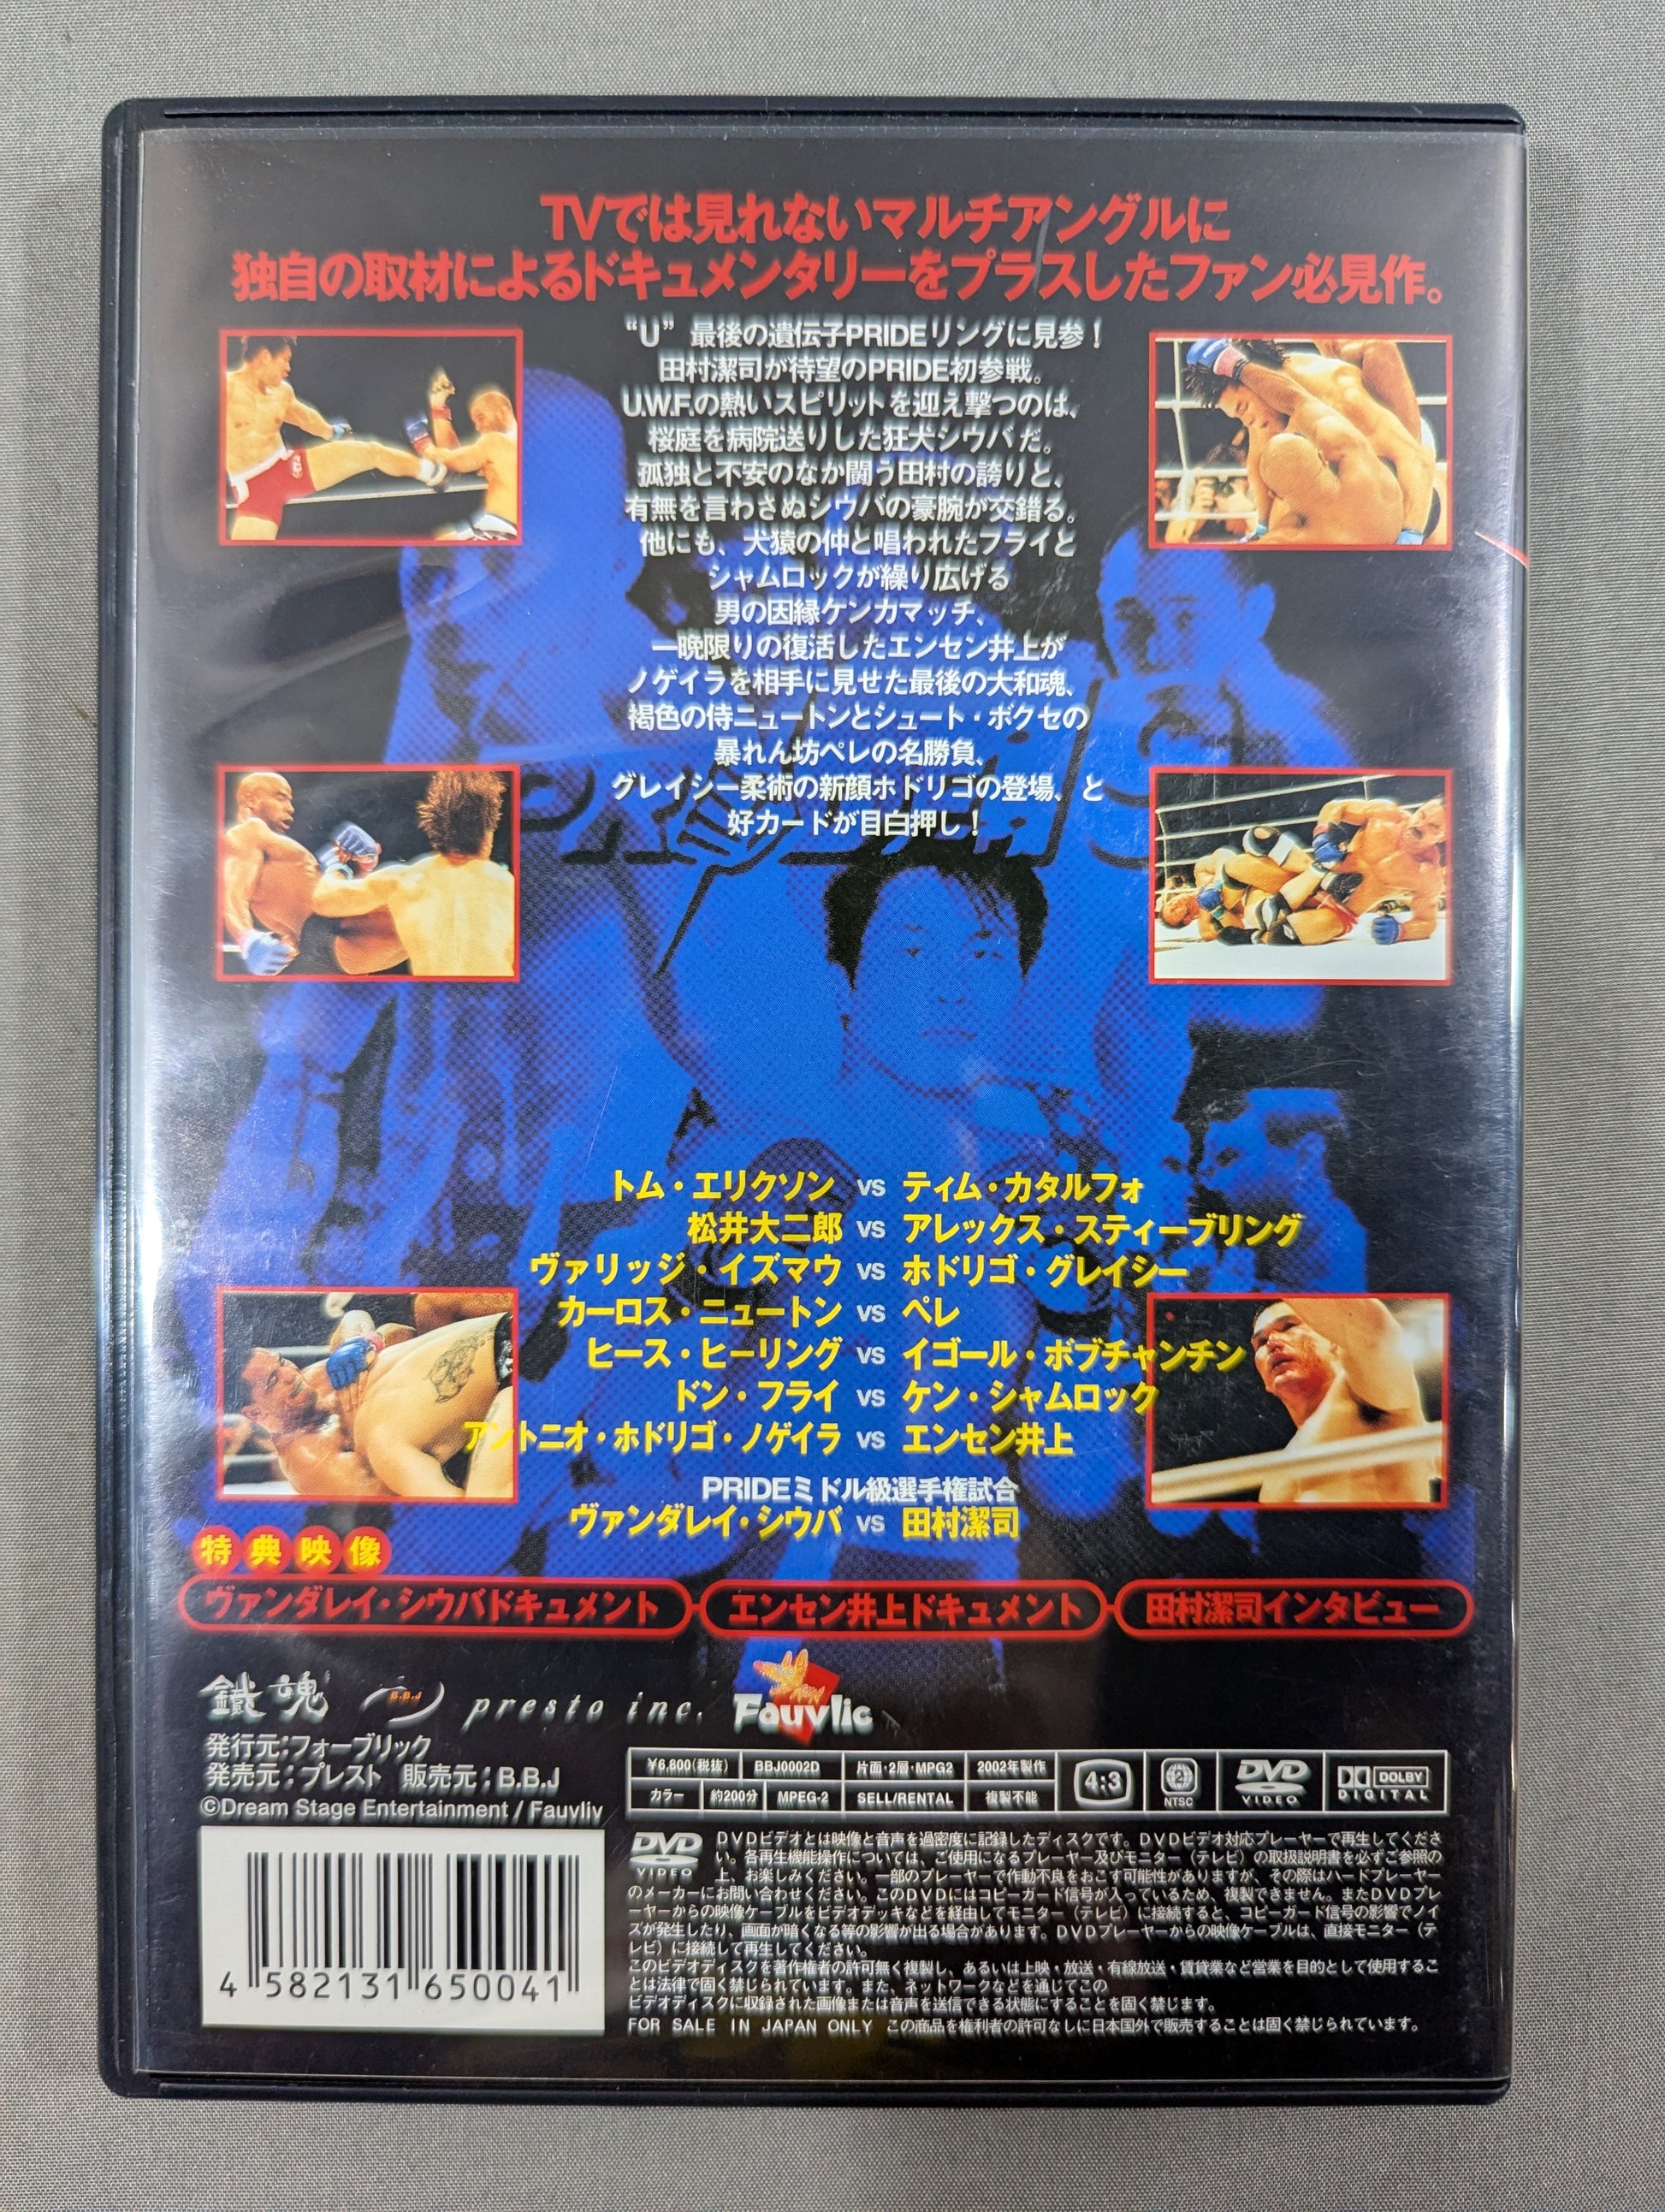 TVでは見れないマルチアングルに
独自の取材によるドキュメンタリーをプラスしたファン必見作。
“U”最後の遺伝子PRIDEリングに見参！
田村潔司が待望のPRIDE初参戦。
U.W.F.の熱いスピリットを迎え撃つのは、
桜庭を病院送りした狂犬シウバだ。
孤独と不安のなか闘う田村の誇りと、
有無を言わさぬシウバの豪腕が交錯る。
他にも、犬猿の仲と唱われたフライと
シャムロックが繰り広げる
男の因縁ケンカマッチ、
一晩限りの復活したエンセン井上が
ノゲイラを相手に見せた最後の大和魂、
褐色の侍ニュートンとシュート・ボクセの
暴れん坊ペレの名勝負、
グレイシー柔術の新顔ホドリゴの登場、と
好カードが目白押し！
トム・エリクソン vs ティム・カタルフォ
松井大二郎 vs アレックス・スティーブリング
ヴァリッジ・イズマウ vs ホドリゴ・グレイシー
カーロス・ニュートン vs ペレ
ヒース・ヒーリング vs イゴール・ボブチャンチン
ドン・フライ vs ケン・シャムロック
アントニオ・ホドリゴ・ノゲイラ vs エンセン井上
PRIDEミドル級選手権試合
ヴァンダレイ・シウバ vs 田村潔司
特典映像
ヴァンダレイ・シウバドキュメント エンセン井上ドキュメント 田村潔司インタビュー
鐵魂 B.B.J presto inc. Fauvlic
発行元：フォーブリック
発売元：プレスト 販売元：B.B.J
©Dream Stage Entertainment / Fauvliv
¥6,800(税抜) BBJ0002D 片面・2層・MPG2 2002年製作
カラー 約200分 MPEG-2 SELL/RENTAL 複製不能
4:3 2 NTSC DVD VIDEO DOLBY DIGITAL
DVD VIDEO
DVDビデオとは映像と音声を過密度に記録したディスクです。DVDビデオ対応プレーヤーで再生してくださ
い。各再生機能操作については、ご使用になるプレーヤー及びモニター（テレビ）の取扱説明書を必ずご参照の
上、お楽しみください。一部のプレーヤーで作動不良をおこす可能性がありますが、その際はハードプレーヤー
のメーカーにお問い合わせください。このDVDにはコピーガード信号が入っているため、複製できません。またDVDプレ
ーヤーからの映像ケーブルをビデオデッキなどを経由してモニター（テレビ）に接続すると、コピーガード信号の影響でノイ
ズが発生したり、画面が暗くなる等の影響が出る場合があります。DVDプレーヤーからの映像ケーブルは、直接モニター（テ
レビ）に接続して再生してください。
このビデオディスクを著作権者の許可無く複製し、あるいは上映・放送・有線放送・賃貸業など営業を目的として使用するこ
とは法律で固く禁じられています。また、ネットワークなどを通じてこの
ビデオディスクに収録された画像または音声を送信できる状態にすることを固く禁じます。
FOR SALE IN JAPAN ONLY この商品を権利者の許可なしに日本国外で販売することは固く禁じられています。
4 582131 650041